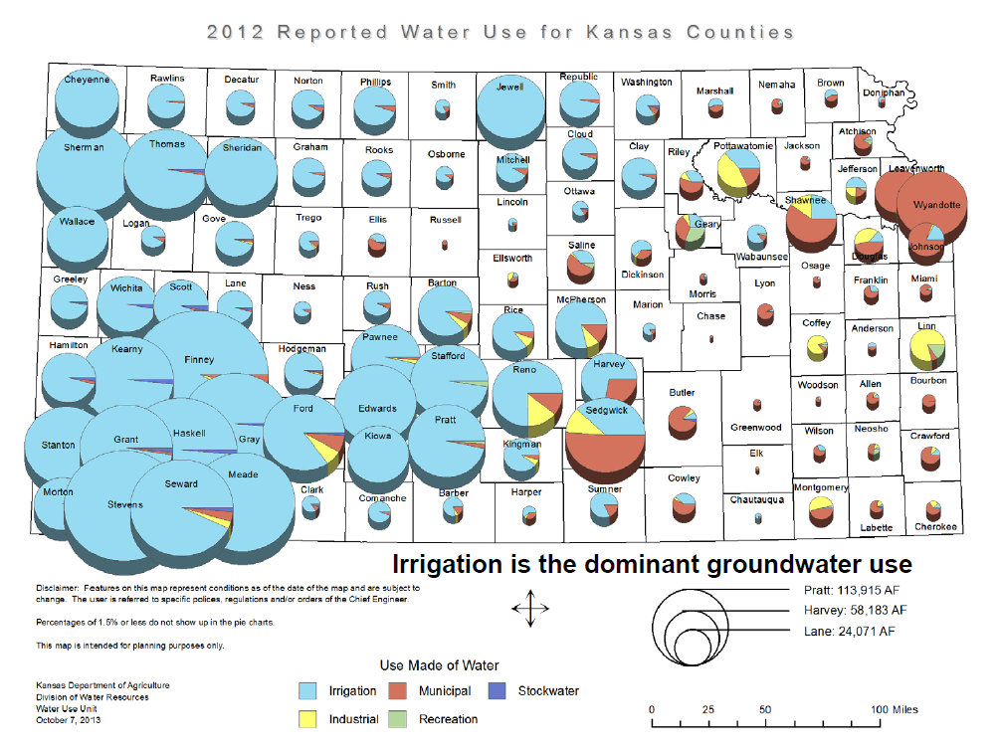 2012 Reported Water Use for Kansas Counties
Cheyenne Rawlins Decatur Norton Phillips Smith Jewell Republic Washington Marshall Nemaha Brown Doniphan
Sherman Thomas Sheridan Graham Rooks Osborne Mitchell Cloud Clay Riley Pottawatomie Jackson Atchison
Jefferson Leavenworth
Wallace Logan Gove Trego Ellis Russell Lincoln Ottawa Saline Geary Shawnee Wyandotte
Ellsworth Dickinson Wabaunsee Douglas Johnson
Greeley Wichita Scott Lane Ness Rush Barton Rice McPherson Marion Morris Lyon Osage Franklin Miami
Chase
Hamilton Kearny Finney Hodgeman Pawnee Stafford Reno Harvey Coffey Anderson Linn
Butler Greenwood Woodson Allen Bourbon
Stanton Grant Haskell Gray Ford Edwards Kiowa Pratt Kingman Sedgwick Elk Wilson Neosho Crawford
Morton Stevens Seward Meade Clark Comanche Barber Harper Sumner Cowley Chautauqua Montgomery Labette Cherokee
Irrigation is the dominant groundwater use
Disclaimer: Features on this map represent conditions as of the date of the map and are subject to
change. The user is referred to specific polices, regulations and/or orders of the Chief Engineer.
Percentages of 1.5% or less do not show up in the pie charts.
This map is intended for planning purposes only.
Kansas Department of Agriculture
Division of Water Resources
Water Use Unit
October 7, 2013
Use Made of Water
Irrigation Municipal Stockwater
Industrial Recreation
Pratt: 113,915 AF
Harvey: 58,183 AF
Lane: 24,071 AF
0 25 50 100 Miles